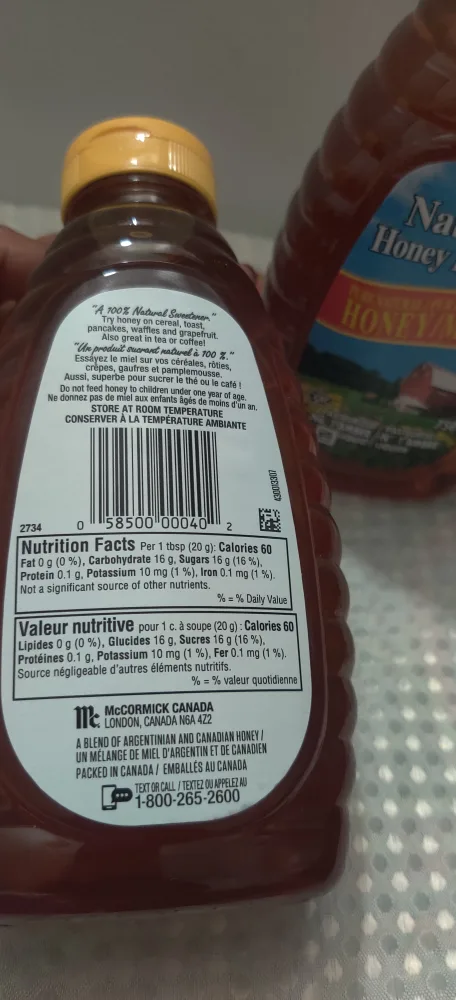 "A 100% Natural Sweetener."
Try honey on cereal, toast,
pancakes, waffles and grapefruit.
Also great in tea or coffee!
"Un produit sucrant naturel à 100 %."
Essayez le miel sur vos céréales, rôties,
crêpes, gaufres et pamplemousse.
Aussi, superbe pour sucrer le thé ou le café !
Do not feed honey to children under one year of age.
Ne donnez pas de miel aux enfants âgés de moins d'un an.
STORE AT ROOM TEMPERATURE
CONSERVER À LA TEMPÉRATURE AMBIANTE
2734
0 58500 00040 2
Nutrition Facts Per 1 tbsp (20 g): Calories 60
Fat 0 g (0 %), Carbohydrate 16 g, Sugars 16 g (16 %),
Protein 0.1 g, Potassium 10 mg (1 %), Iron 0.1 mg (1 %).
Not a significant source of other nutrients.
% = % Daily Value
Valeur nutritive pour 1 c. à soupe (20 g) : Calories 60
Lipides 0 g (0 %), Glucides 16 g, Sucres 16 g (16 %),
Protéines 0.1 g, Potassium 10 mg (1 %), Fer 0.1 mg (1 %).
Source négligeable d'autres éléments nutritifs.
% = % valeur quotidienne
Mc McCORMICK CANADA
LONDON, CANADA N6A 4Z2
A BLEND OF ARGENTINIAN AND CANADIAN HONEY /
UN MÉLANGE DE MIEL D'ARGENTIN ET DE CANADIEN
PACKED IN CANADA / EMBALLÉS AU CANADA
TEXT OR CALL / TEXTEZ OU APPELEZ AU
1-800-265-2600
Na
Honey
HONEY